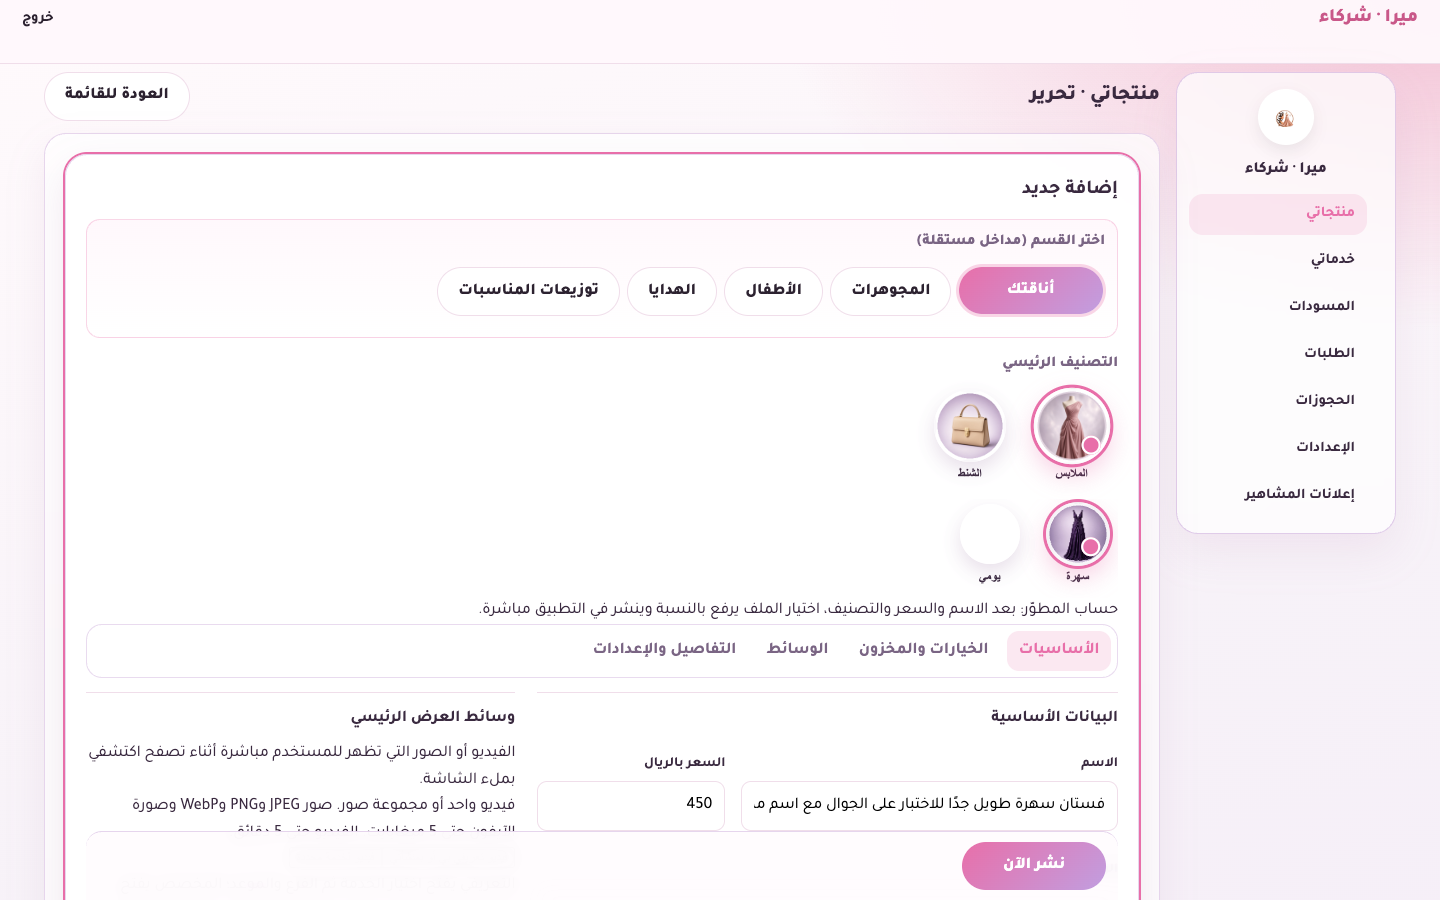 ميرا · شركاء
خروج
ميرا · شركاء
منتجاتي
خدماتي
المسودات
الطلبات
الحجوزات
الإعدادات
إعلانات المشاهير
منتجاتي · تحرير
العودة للقائمة
إضافة جديد
اختر القسم (مداخل مستقلة)
أناقتك
المجوهرات
الأطفال
الهدايا
توزيعات المناسبات
التصنيف الرئيسي
الملابس
الشنط
سهرة
يومي
حساب المطوّر: بعد الاسم والسعر والتصنيف، اختيار الملف يرفع بالنسبة وينشر في التطبيق مباشرة.
الأساسيات
الخيارات والمخزون
الوسائط
التفاصيل والإعدادات
البيانات الأساسية
الاسم
فستان سهرة طويل جدًا للاختبار على الجوال مع اسم
السعر بالريال
450
وسائط العرض الرئيسي
الفيديو أو الصور التي تظهر للمستخدم مباشرة أثناء تصفح اكتشفي
بملء الشاشة.
فيديو واحد أو مجموعة صور. صور JPEG وPNG وWebP وصورة
نشر الآن